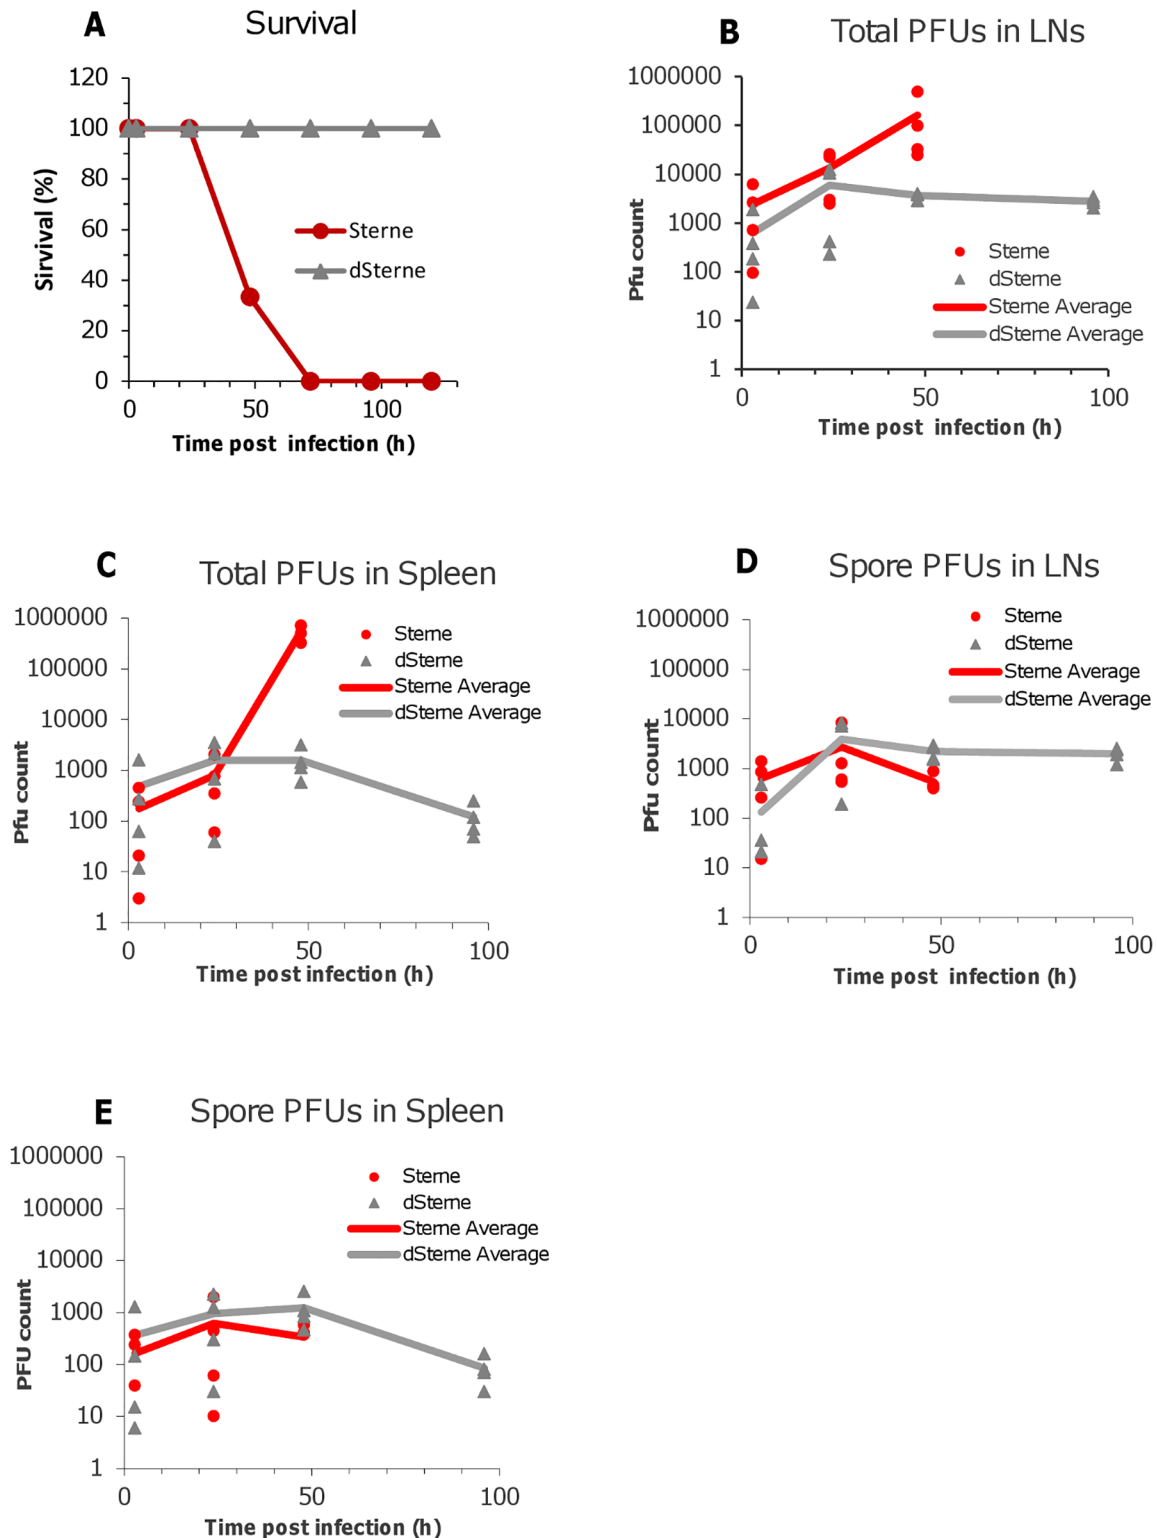 A Survival
120
100
80
60
40
20
0
Sirvival (%)
Sterne
dSterne
0 50 100
Time post infection (h)
B Total PFUs in LNs
1000000
100000
10000
1000
100
10
1
Pfu count
Sterne
dSterne
Sterne Average
dSterne Average
0 50 100
Time post infection (h)
C Total PFUs in Spleen
1000000
100000
10000
1000
100
10
1
Pfu count
Sterne
dSterne
Sterne Average
dSterne Average
0 50 100
Time post infection (h)
D Spore PFUs in LNs
1000000
100000
10000
1000
100
10
1
Pfu count
Sterne
dSterne
Sterne Average
dSterne Average
0 50 100
Time post infection (h)
E Spore PFUs in Spleen
1000000
100000
10000
1000
100
10
1
PFU count
Sterne
dSterne
Sterne Average
dSterne Average
0 50 100
Time post infection (h)